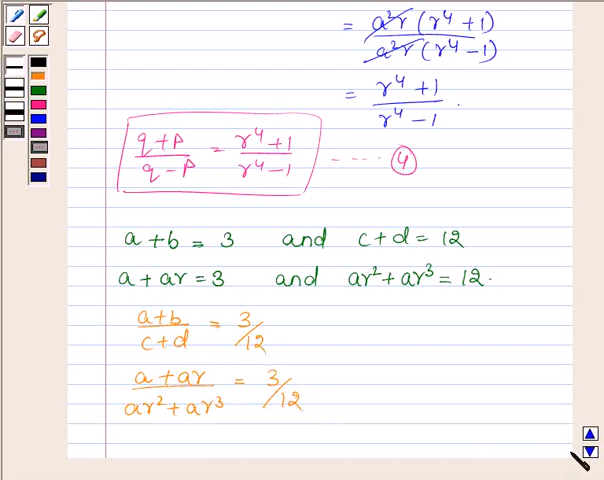 = a²r (r⁴ + 1) / a²r (r⁴ − 1)
= r⁴ + 1 / r⁴ − 1 .
q + p / q − p = r⁴ + 1 / r⁴ − 1 ---- 4
a + b = 3 and c + d = 12
a + ar = 3 and ar² + ar³ = 12.
a + b / c + d = 3/12
a + ar / ar² + ar³ = 3/12